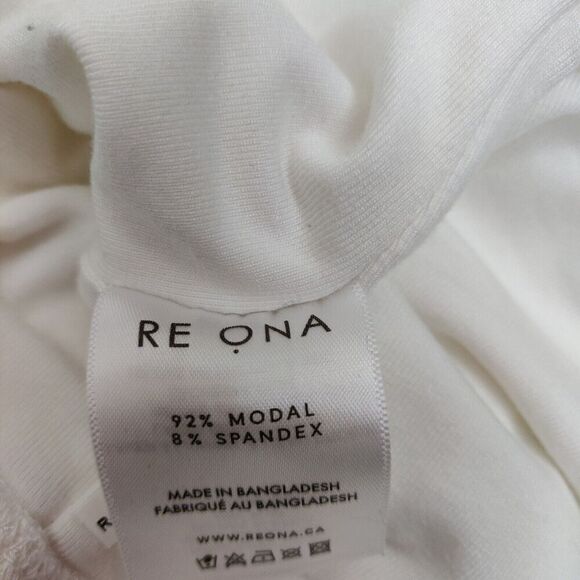 RE ỌNA
92% MODAL
8% SPANDEX
MADE IN BANGLADESH
FABRIQUÉ AU BANGLADESH
WWW.REONA.CA
R